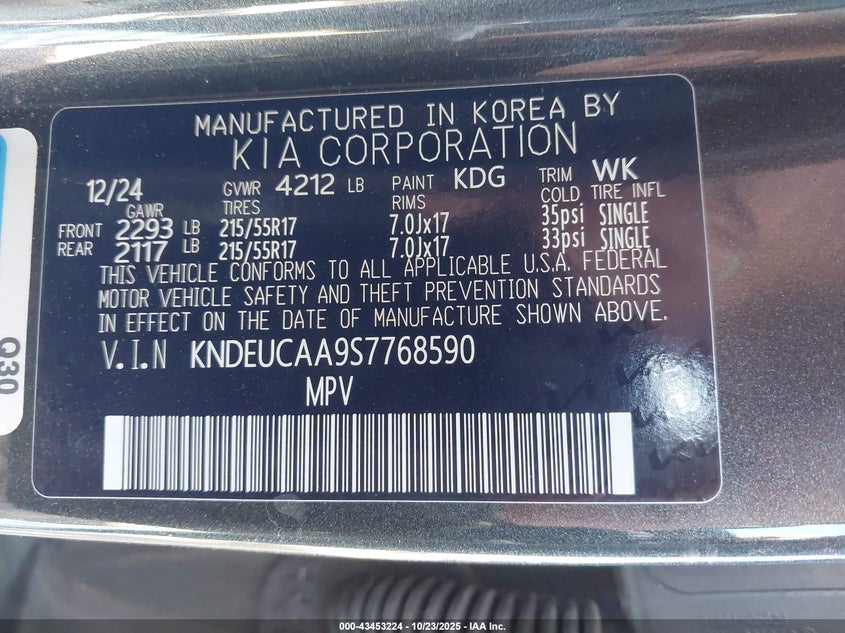 MANUFACTURED IN KOREA BY
KIA CORPORATION
12/24 GVWR 4212 LB PAINT KDG TRIM WK
GAWR TIRES RIMS COLD TIRE INFL
FRONT 2293 LB 215/55R17 7.0Jx17 35psi SINGLE
REAR 2117 LB 215/55R17 7.0Jx17 33psi SINGLE
THIS VEHICLE CONFORMS TO ALL APPLICABLE U.S.A. FEDERAL
MOTOR VEHICLE SAFETY AND THEFT PREVENTION STANDARDS
IN EFFECT ON THE DATE OF MANUFACTURE SHOWN ABOVE.
V.I.N KNDEUCAA9S7768590
MPV
Q30
000-43453224 - 10/23/2025 - IAA Inc.